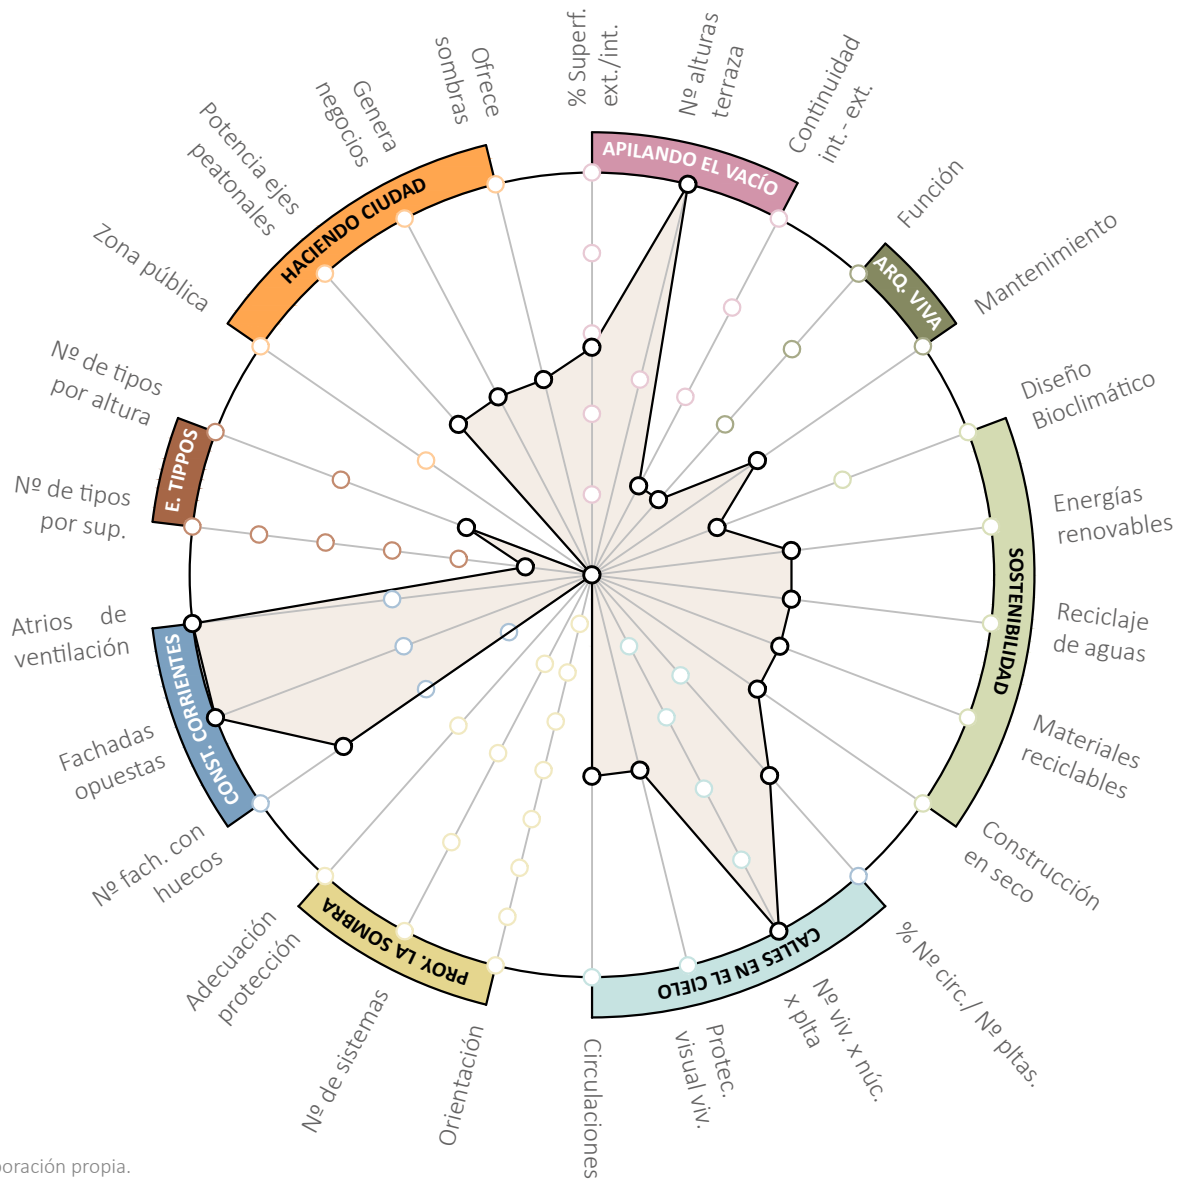 % Superf.
ext./int.
Nº alturas
terraza
Continuidad
int.- ext.
Función
Mantenimiento
Diseño
Bioclimático
Energías
renovables
Reciclaje
de aguas
Materiales
reciclables
Construcción
en seco
% Nº circ./ Nº pltas.
Nº viv. x núc.
x plta
Protec.
visual viv.
Circulaciones
Orientación
Nº de sistemas
Adecuación
protección
Nº fach. con
huecos
Fachadas
opuestas
Atrios de
ventilación
Nº de tipos
por sup.
Nº de tipos
por altura
Zona pública
Potencia ejes
peatonales
Genera
negocios
Ofrece
sombras
APILANDO EL VACÍO
ARQ. VIVA
SOSTENIBILIDAD
CALLES EN EL CIELO
PROY. LA SOMBRA
CONST. CORRIENTES
E. TIPPOS
HACIENDO CIUDAD
oración propia.